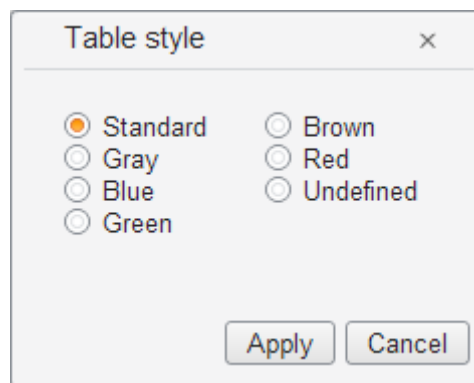 Table style
Standard
Gray
Blue
Green
Brown
Red
Undefined
Apply Cancel